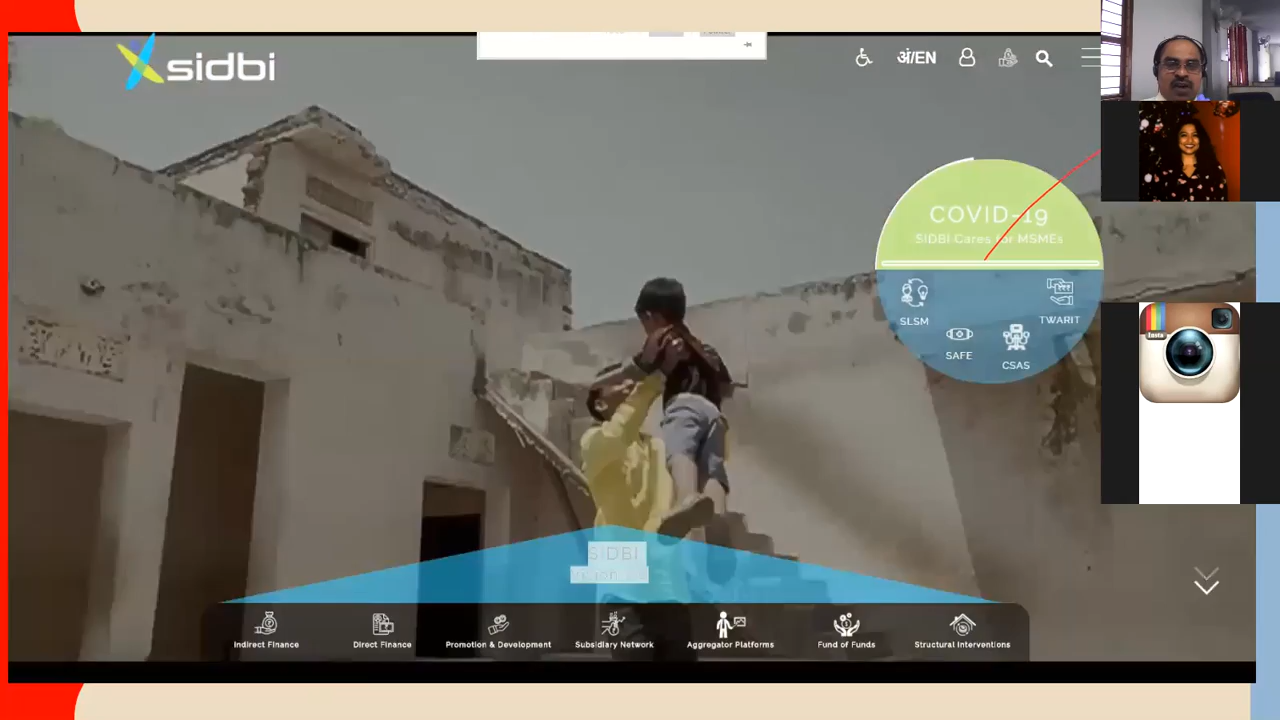 sidbi
अं/EN
COVID-19
SIDBI Cares for MSMEs
SLSM
TWARIT
SAFE
CSAS
Insta
SIDBI
Indirect Finance
Direct Finance
Promotion & Development
Subsidiary Network
Aggregator Platforms
Fund of Funds
Structural Interventions